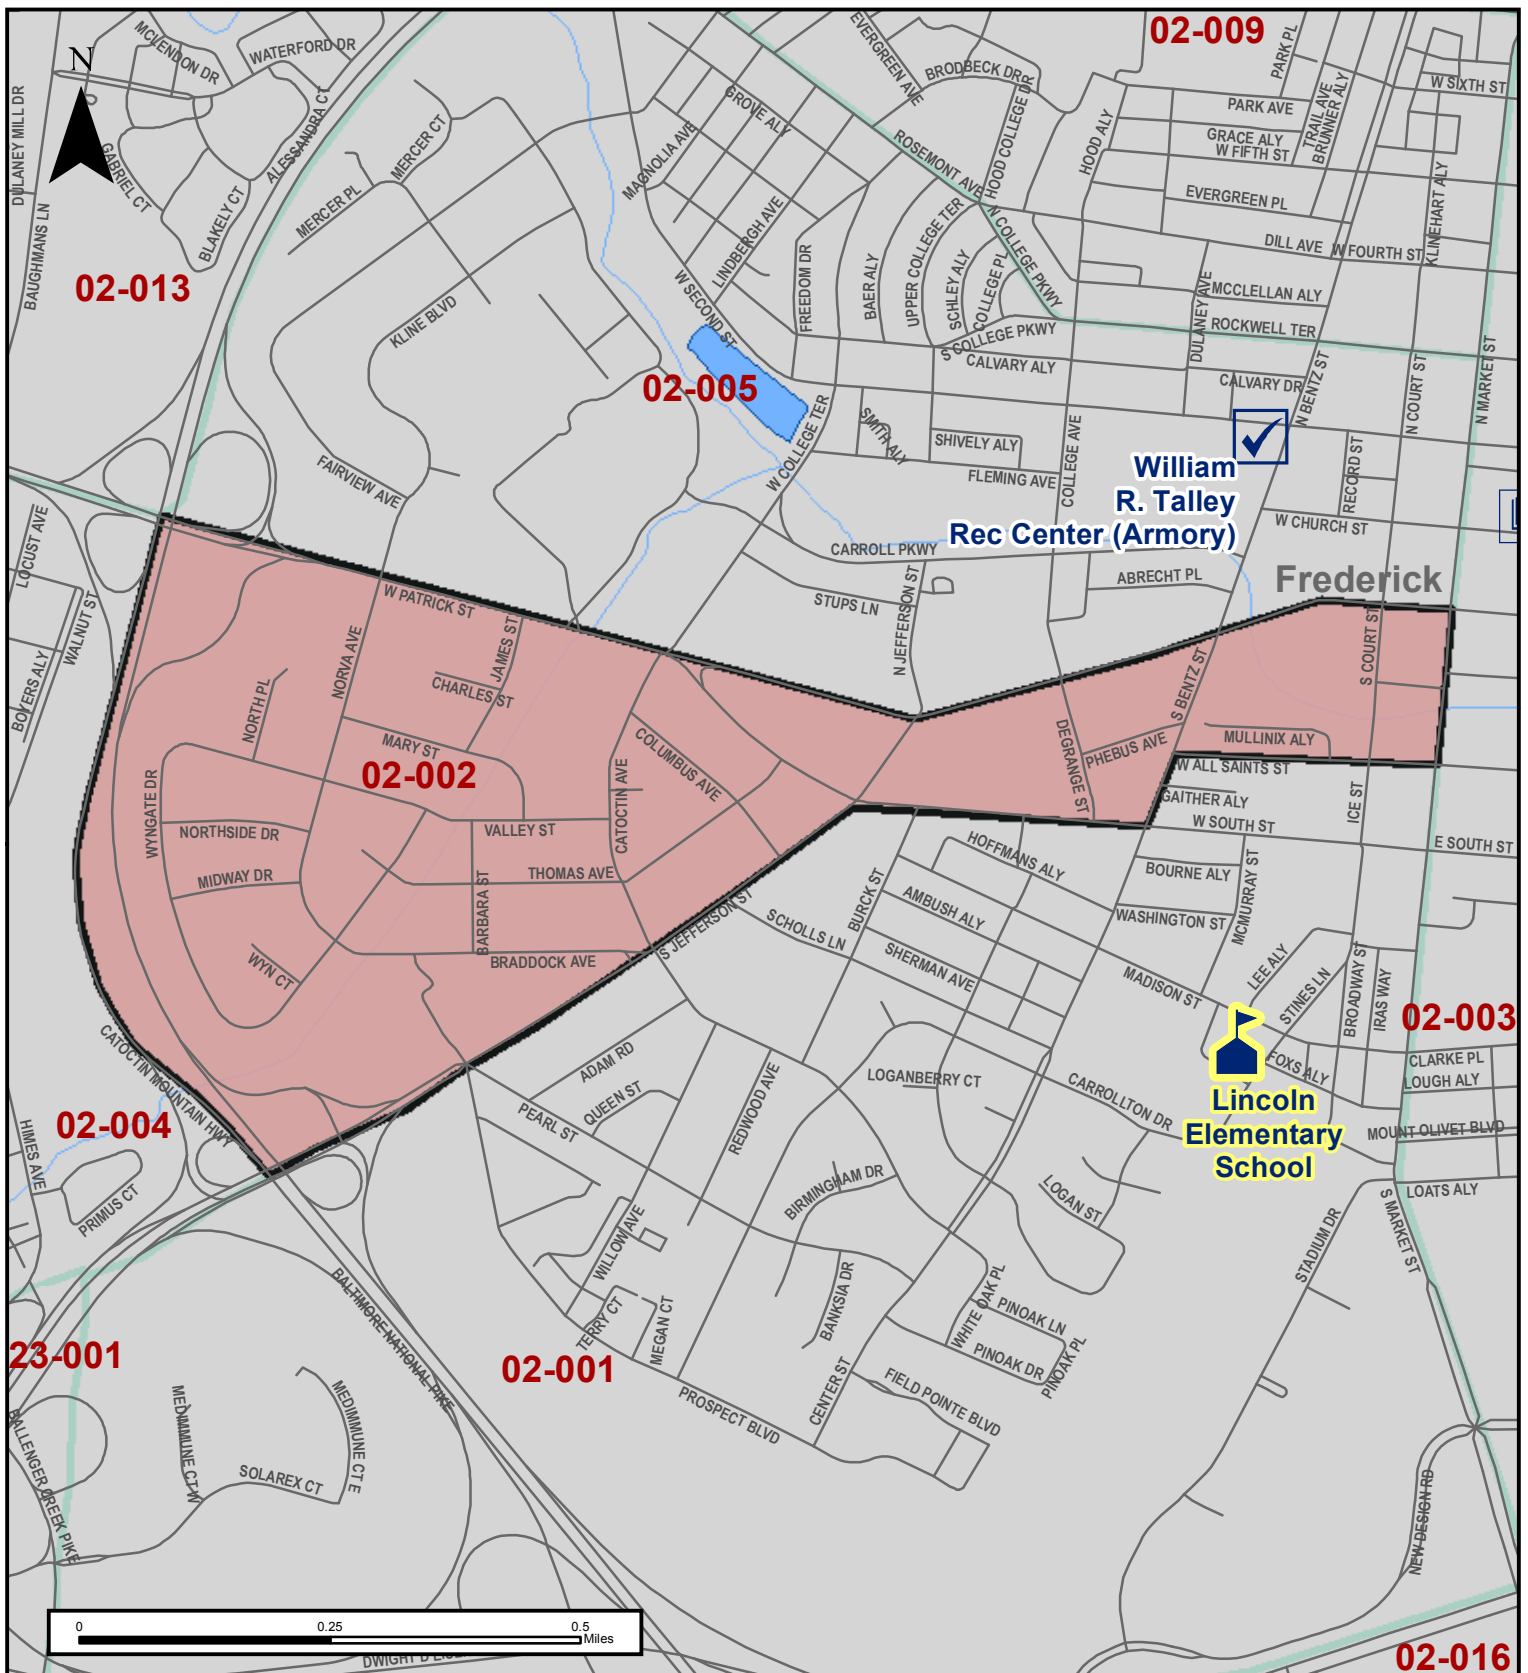 02-009
MCLENDON DR
WATERFORD DR
N
EVERGREEN AVE
BRODBECK DR
PARK PL
W SIXTH ST
DULANEY MILL DR
GROVE ALY
HOOD COLLEGE DR
PARK AVE
TRAIL AVE
BRUNNER ALY
GABRIEL CT
ALESSANDRA CT
MERCER CT
MAGNOLIA AVE
ROSEMONT AVE
HOOD ALY
GRACE ALY
W FIFTH ST
BLAKELY CT
MERCER PL
EVERGREEN PL
KLINEHART ALY
BAUGHMANS LN
LINDBERGH AVE
N COLLEGE PKWY
DILL AVE
W FOURTH ST
02-013
KLINE BLVD
W SECOND ST
FREEDOM DR
BAER ALY
UPPER COLLEGE TER
SCHLEY ALY
COLLEGE PL
DULANEY AVE
MCCLELLAN ALY
ROCKWELL TER
S COLLEGE PKWY
CALVARY ALY
02-005
CALVARY DR
N BENTZ ST
N COURT ST
N MARKET ST
W COLLEGE TER
SMITH ALY
SHIVELY ALY
COLLEGE AVE
FAIRVIEW AVE
FLEMING AVE
RECORD ST
William
R. Talley
Rec Center (Armory)
W CHURCH ST
LOCUST AVE
CARROLL PKWY
ABRECHT PL
Frederick
WALNUT ST
W PATRICK ST
STUPS LN
N JEFFERSON ST
BOYERS ALY
NORVA AVE
JAMES ST
CHARLES ST
NORTH PL
S COURT ST
S BENTZ ST
MARY ST
02-002
COLUMBUS AVE
DEGRANGE ST
PHEBUS AVE
MULLINIX ALY
W ALL SAINTS ST
CATOCTIN AVE
WYNGATE DR
GAITHER ALY
ICE ST
NORTHSIDE DR
VALLEY ST
W SOUTH ST
E SOUTH ST
HOFFMANS ALY
MIDWAY DR
THOMAS AVE
BARBARA ST
BURCK ST
BOURNE ALY
MCMURRAY ST
AMBUSH ALY
WASHINGTON ST
S JEFFERSON ST
SCHOLLS LN
WYN CT
BRADDOCK AVE
SHERMAN AVE
MADISON ST
LEE ALY
STINES LN
BROADWAY ST
IRAS WAY
02-003
CATOCTIN MOUNTAIN HWY
ADAM RD
REDWOOD AVE
LOGANBERRY CT
CARROLLTON DR
FOXS ALY
CLARKE PL
LOUGH ALY
02-004
PEARL ST
QUEEN ST
Lincoln
Elementary
School
MOUNT OLIVET BLVD
HIMES AVE
PRIMUS CT
BIRMINGHAM DR
LOGAN ST
LOATS ALY
WILLOW AVE
STADIUM DR
S MARKET ST
BALTIMORE NATIONAL PIKE
BANKSIA DR
WHITE OAK PL
PINOAK LN
TERRY CT
MEGAN CT
PINOAK DR
PINOAK PL
23-001
02-001
MEDIMMUNE CT W
MEDIMMUNE CT E
CENTER ST
FIELD POINTE BLVD
PROSPECT BLVD
BALLENGER CREEK PIKE
SOLAREX CT
NEW DESIGN RD
0
0.25
0.5
Miles
02-016